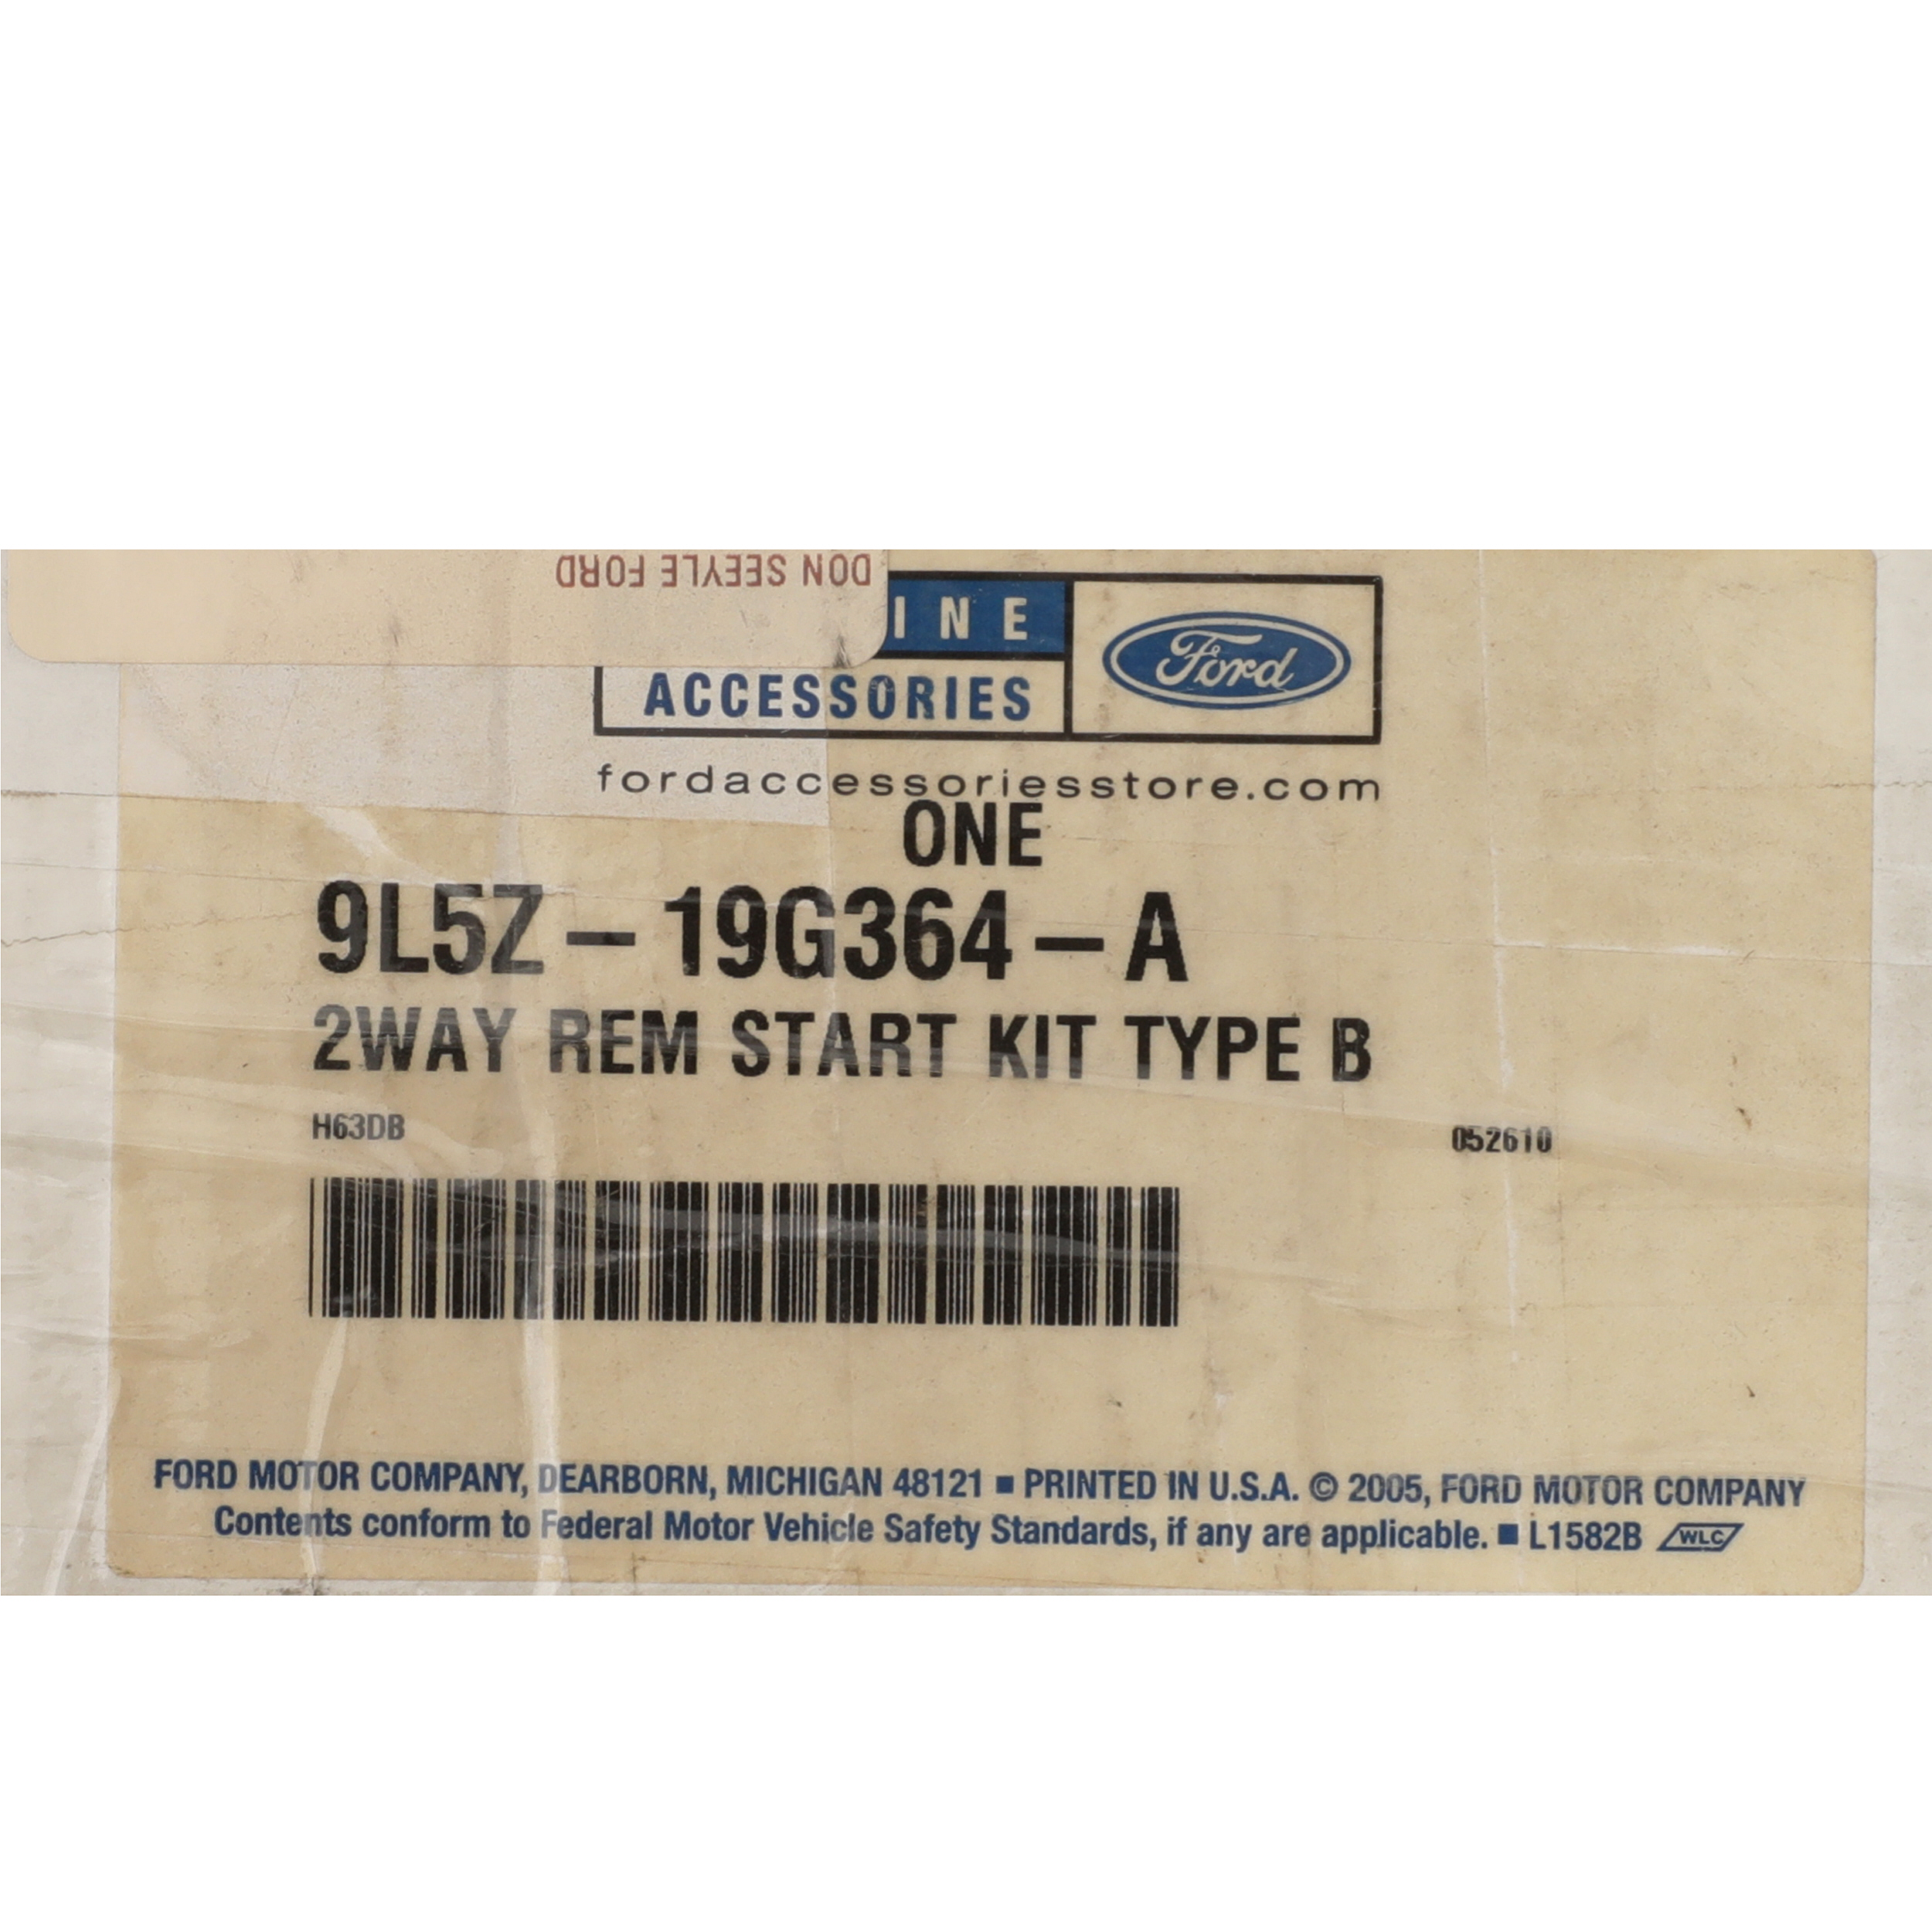 DON SEEYLE FORD
INE
ACCESSORIES
Ford
fordaccessoriesstore.com
ONE
9L5Z-19G364-A
2WAY REM START KIT TYPE B
H63DB
052610
FORD MOTOR COMPANY, DEARBORN, MICHIGAN 48121 ■ PRINTED IN U.S.A. © 2005, FORD MOTOR COMPANY
Contents conform to Federal Motor Vehicle Safety Standards, if any are applicable. ■ L1582B WLC